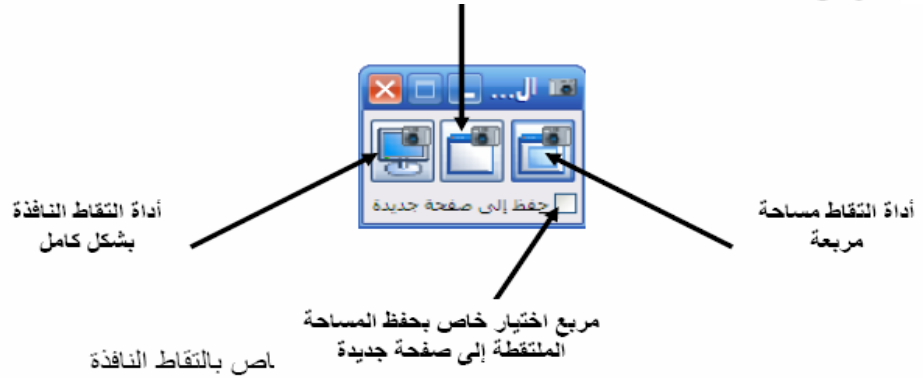 ال...
حفظ إلى صفحة جديدة
أداة التقاط مساحة
مربعة
أداة التقاط النافذة
بشكل كامل
مربع اختيار خاص بحفظ المساحة
الملتقطة إلى صفحة جديدة
اص بالتقاط النافذة